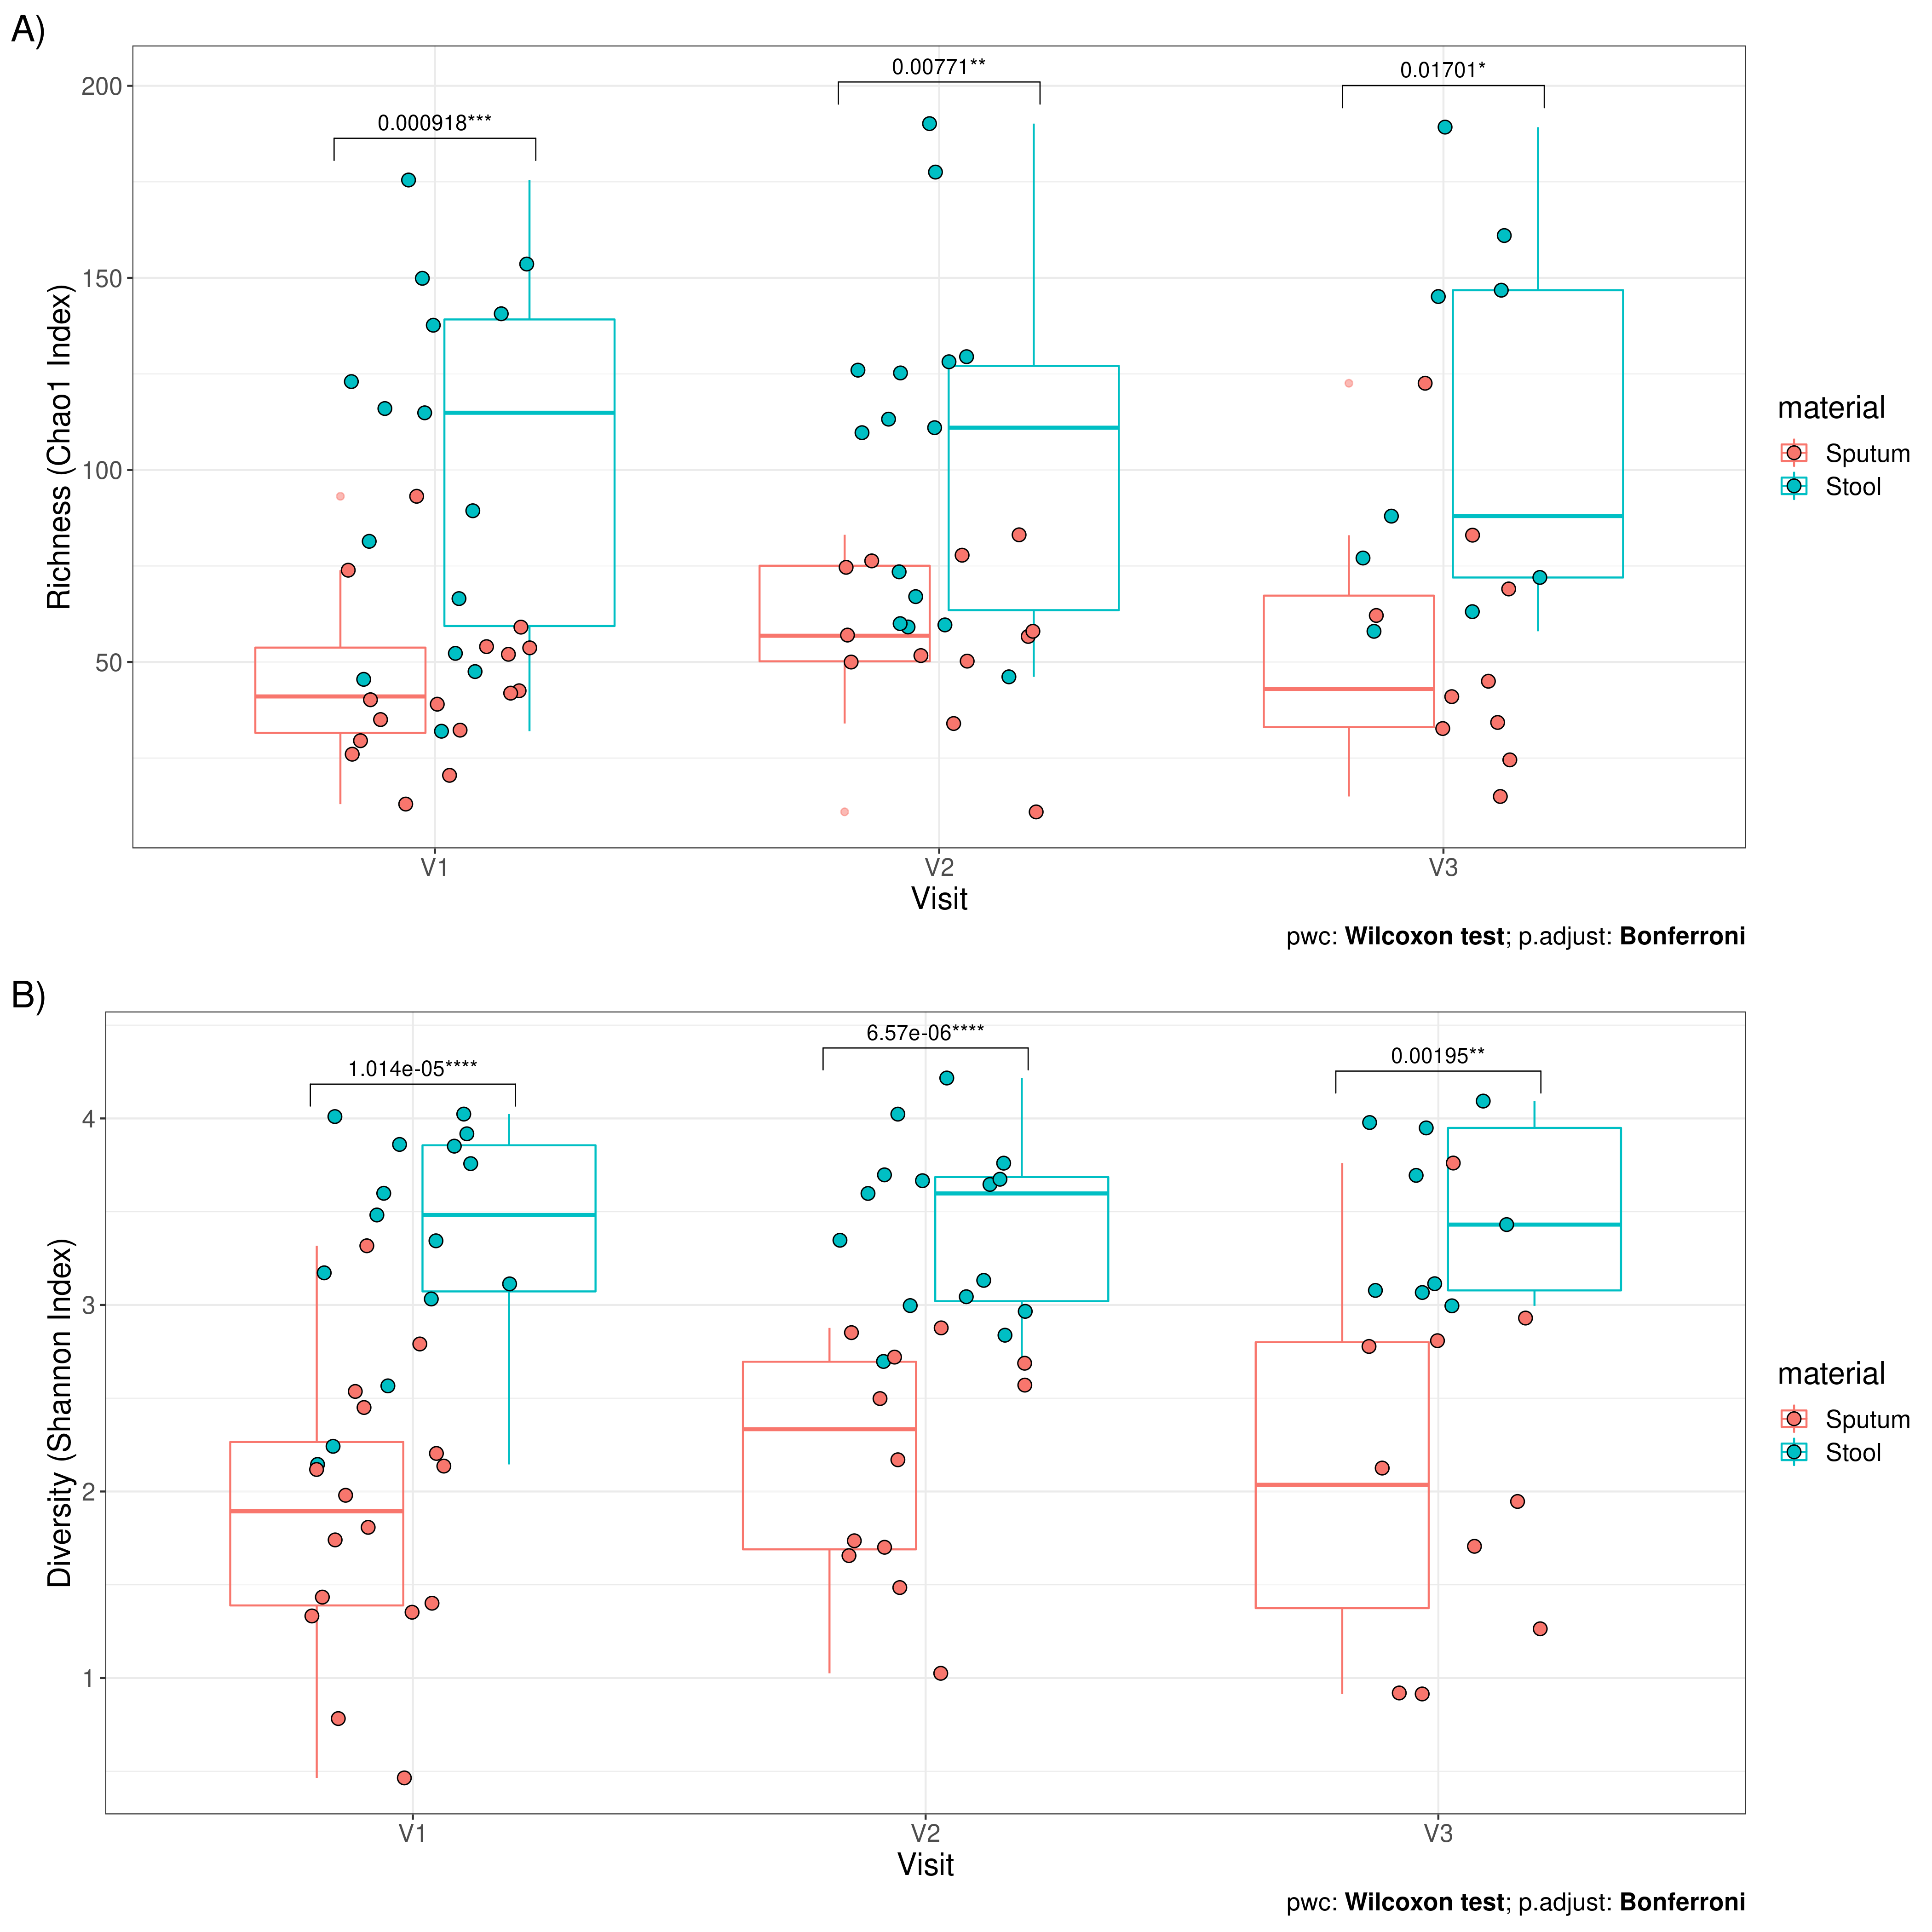 A)
0.000918***
0.00771**
0.01701*
200
150
100
50
Richness (Chao1 Index)
V1
V2
V3
Visit
material
Sputum
Stool
pwc: Wilcoxon test; p.adjust: Bonferroni
B)
1.014e-05****
6.57e-06****
0.00195**
4
3
2
1
Diversity (Shannon Index)
V1
V2
V3
Visit
material
Sputum
Stool
pwc: Wilcoxon test; p.adjust: Bonferroni